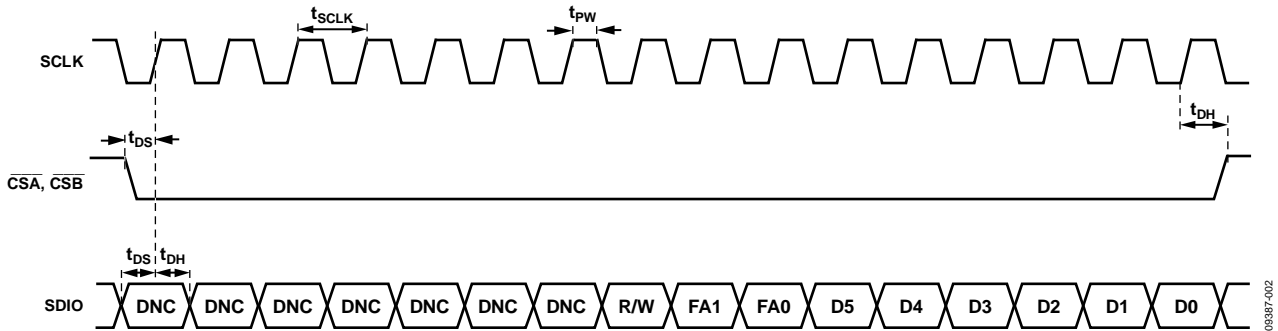 tSCLK
tPW
SCLK
tDH
tDS
CSA, CSB
tDS tDH
SDIO DNC DNC DNC DNC DNC DNC DNC R/W FA1 FA0 D5 D4 D3 D2 D1 D0
09387-002